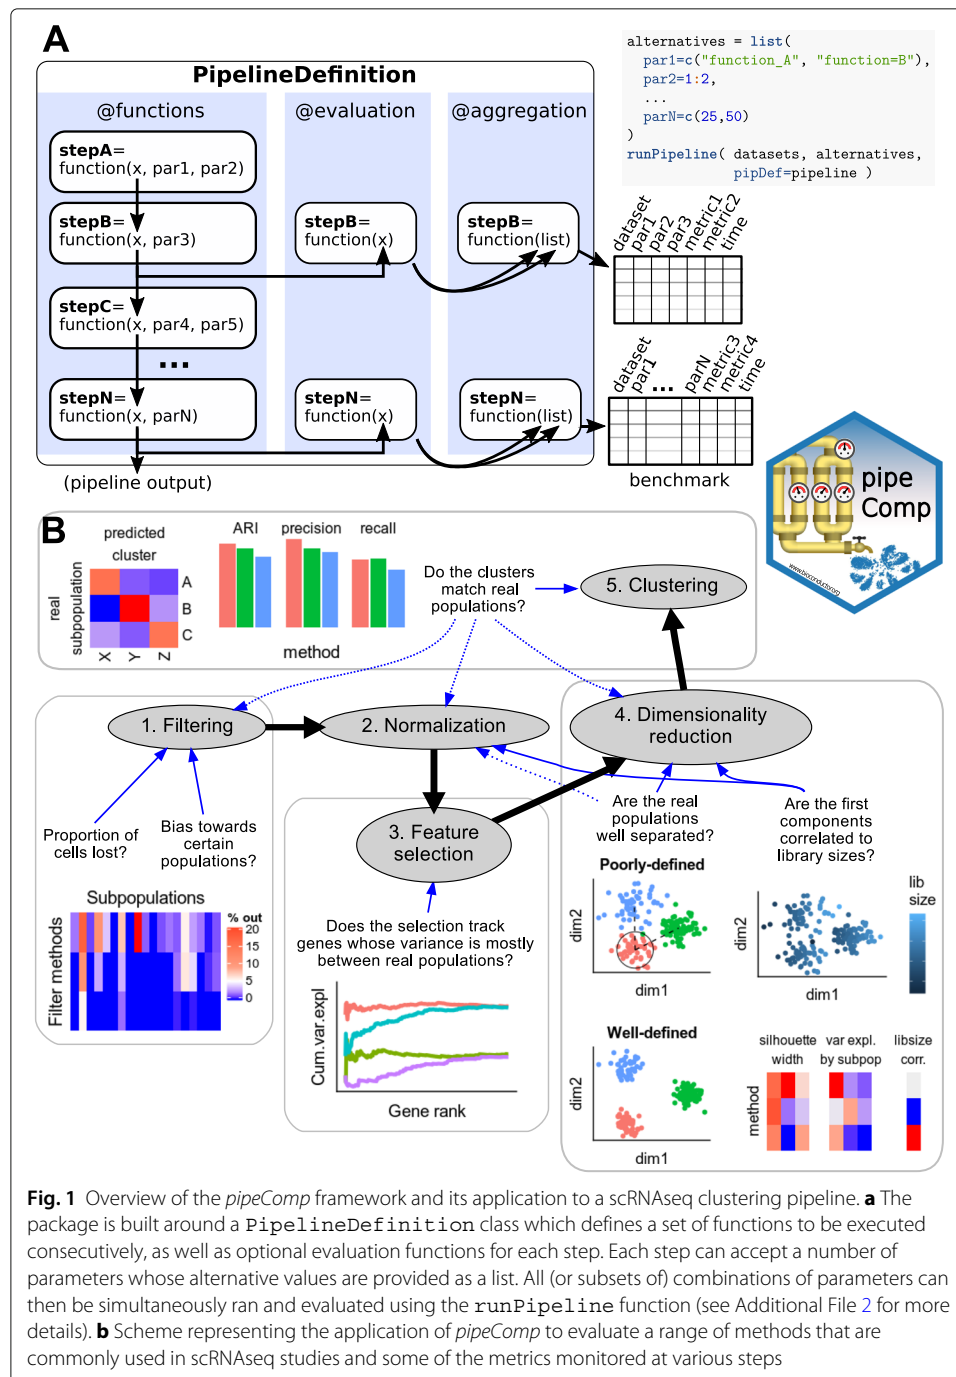 A
PipelineDefinition
@functions
@evaluation
@aggregation
stepA=
function(x, par1, par2)
stepB=
function(x, par3)
stepC=
function(x, par4, par5)
...
stepN=
function(x, parN)
(pipeline output)
stepB=
function(x)
stepN=
function(x)
stepB=
function(list)
stepN=
function(list)
alternatives = list(
par1=c("function_A", "function=B"),
par2=1:2,
...
parN=c(25,50)
)
runPipeline( datasets, alternatives,
pipDef=pipeline )
dataset
par1
par2
par3
metric1
metric2
time
dataset
par1
...
parN
metric3
metric4
time
benchmark
pipe
Comp
www.bioconductor.org
B
predicted
cluster
real
subpopulation
A
B
C
X
Y
Z
ARI
precision
recall
method
Do the clusters
match real
populations?
5. Clustering
1. Filtering
2. Normalization
4. Dimensionality
reduction
3. Feature
selection
Proportion of
cells lost?
Bias towards
certain
populations?
Subpopulations
Filter methods
% out
20
15
10
5
0
Does the selection track
genes whose variance is mostly
between real populations?
Cum.var.expl
Gene rank
Are the real
populations
well separated?
Are the first
components
correlated to
library sizes?
Poorly-defined
dim2
dim1
dim2
dim1
lib
size
Well-defined
dim2
dim1
silhouette
width
var expl.
by subpop
libsize
corr.
method
Fig. 1 Overview of the pipeComp framework and its application to a scRNAseq clustering pipeline. a The
package is built around a PipelineDefinition class which defines a set of functions to be executed
consecutively, as well as optional evaluation functions for each step. Each step can accept a number of
parameters whose alternative values are provided as a list. All (or subsets of) combinations of parameters can
then be simultaneously ran and evaluated using the runPipeline function (see Additional File 2 for more
details). b Scheme representing the application of pipeComp to evaluate a range of methods that are
commonly used in scRNAseq studies and some of the metrics monitored at various steps